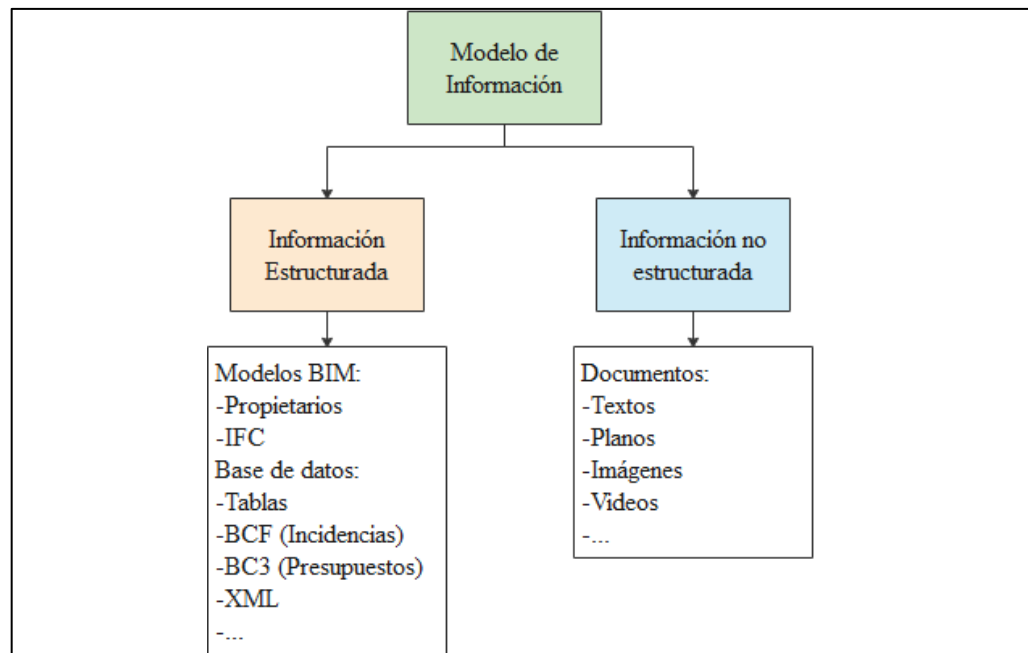 Modelo de
Información
Información
Estructurada
Información no
estructurada
Modelos BIM:
-Propietarios
-IFC
Base de datos:
-Tablas
-BCF (Incidencias)
-BC3 (Presupuestos)
-XML
-...
Documentos:
-Textos
-Planos
-Imágenes
-Videos
-...